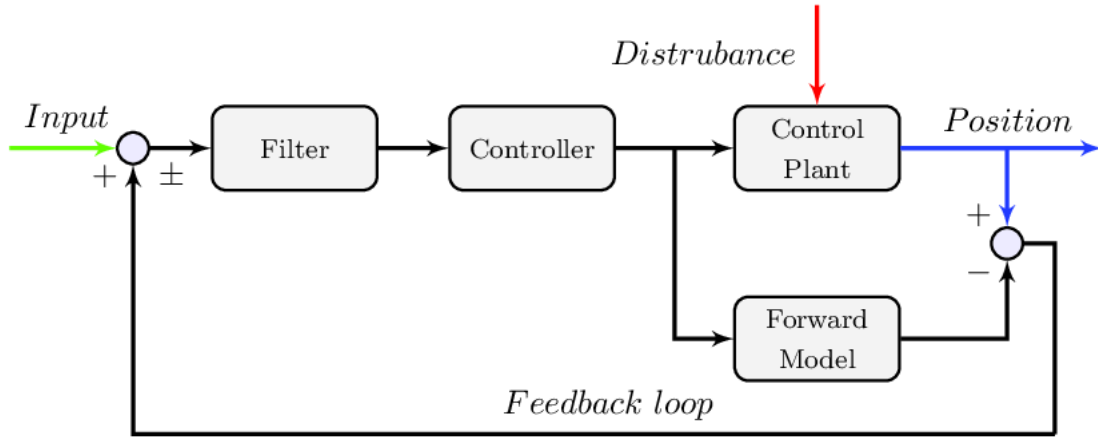 Distrubance
Input
Position
Filter
Controller
Control
Plant
+
±
+
−
Forward
Model
Feedback loop